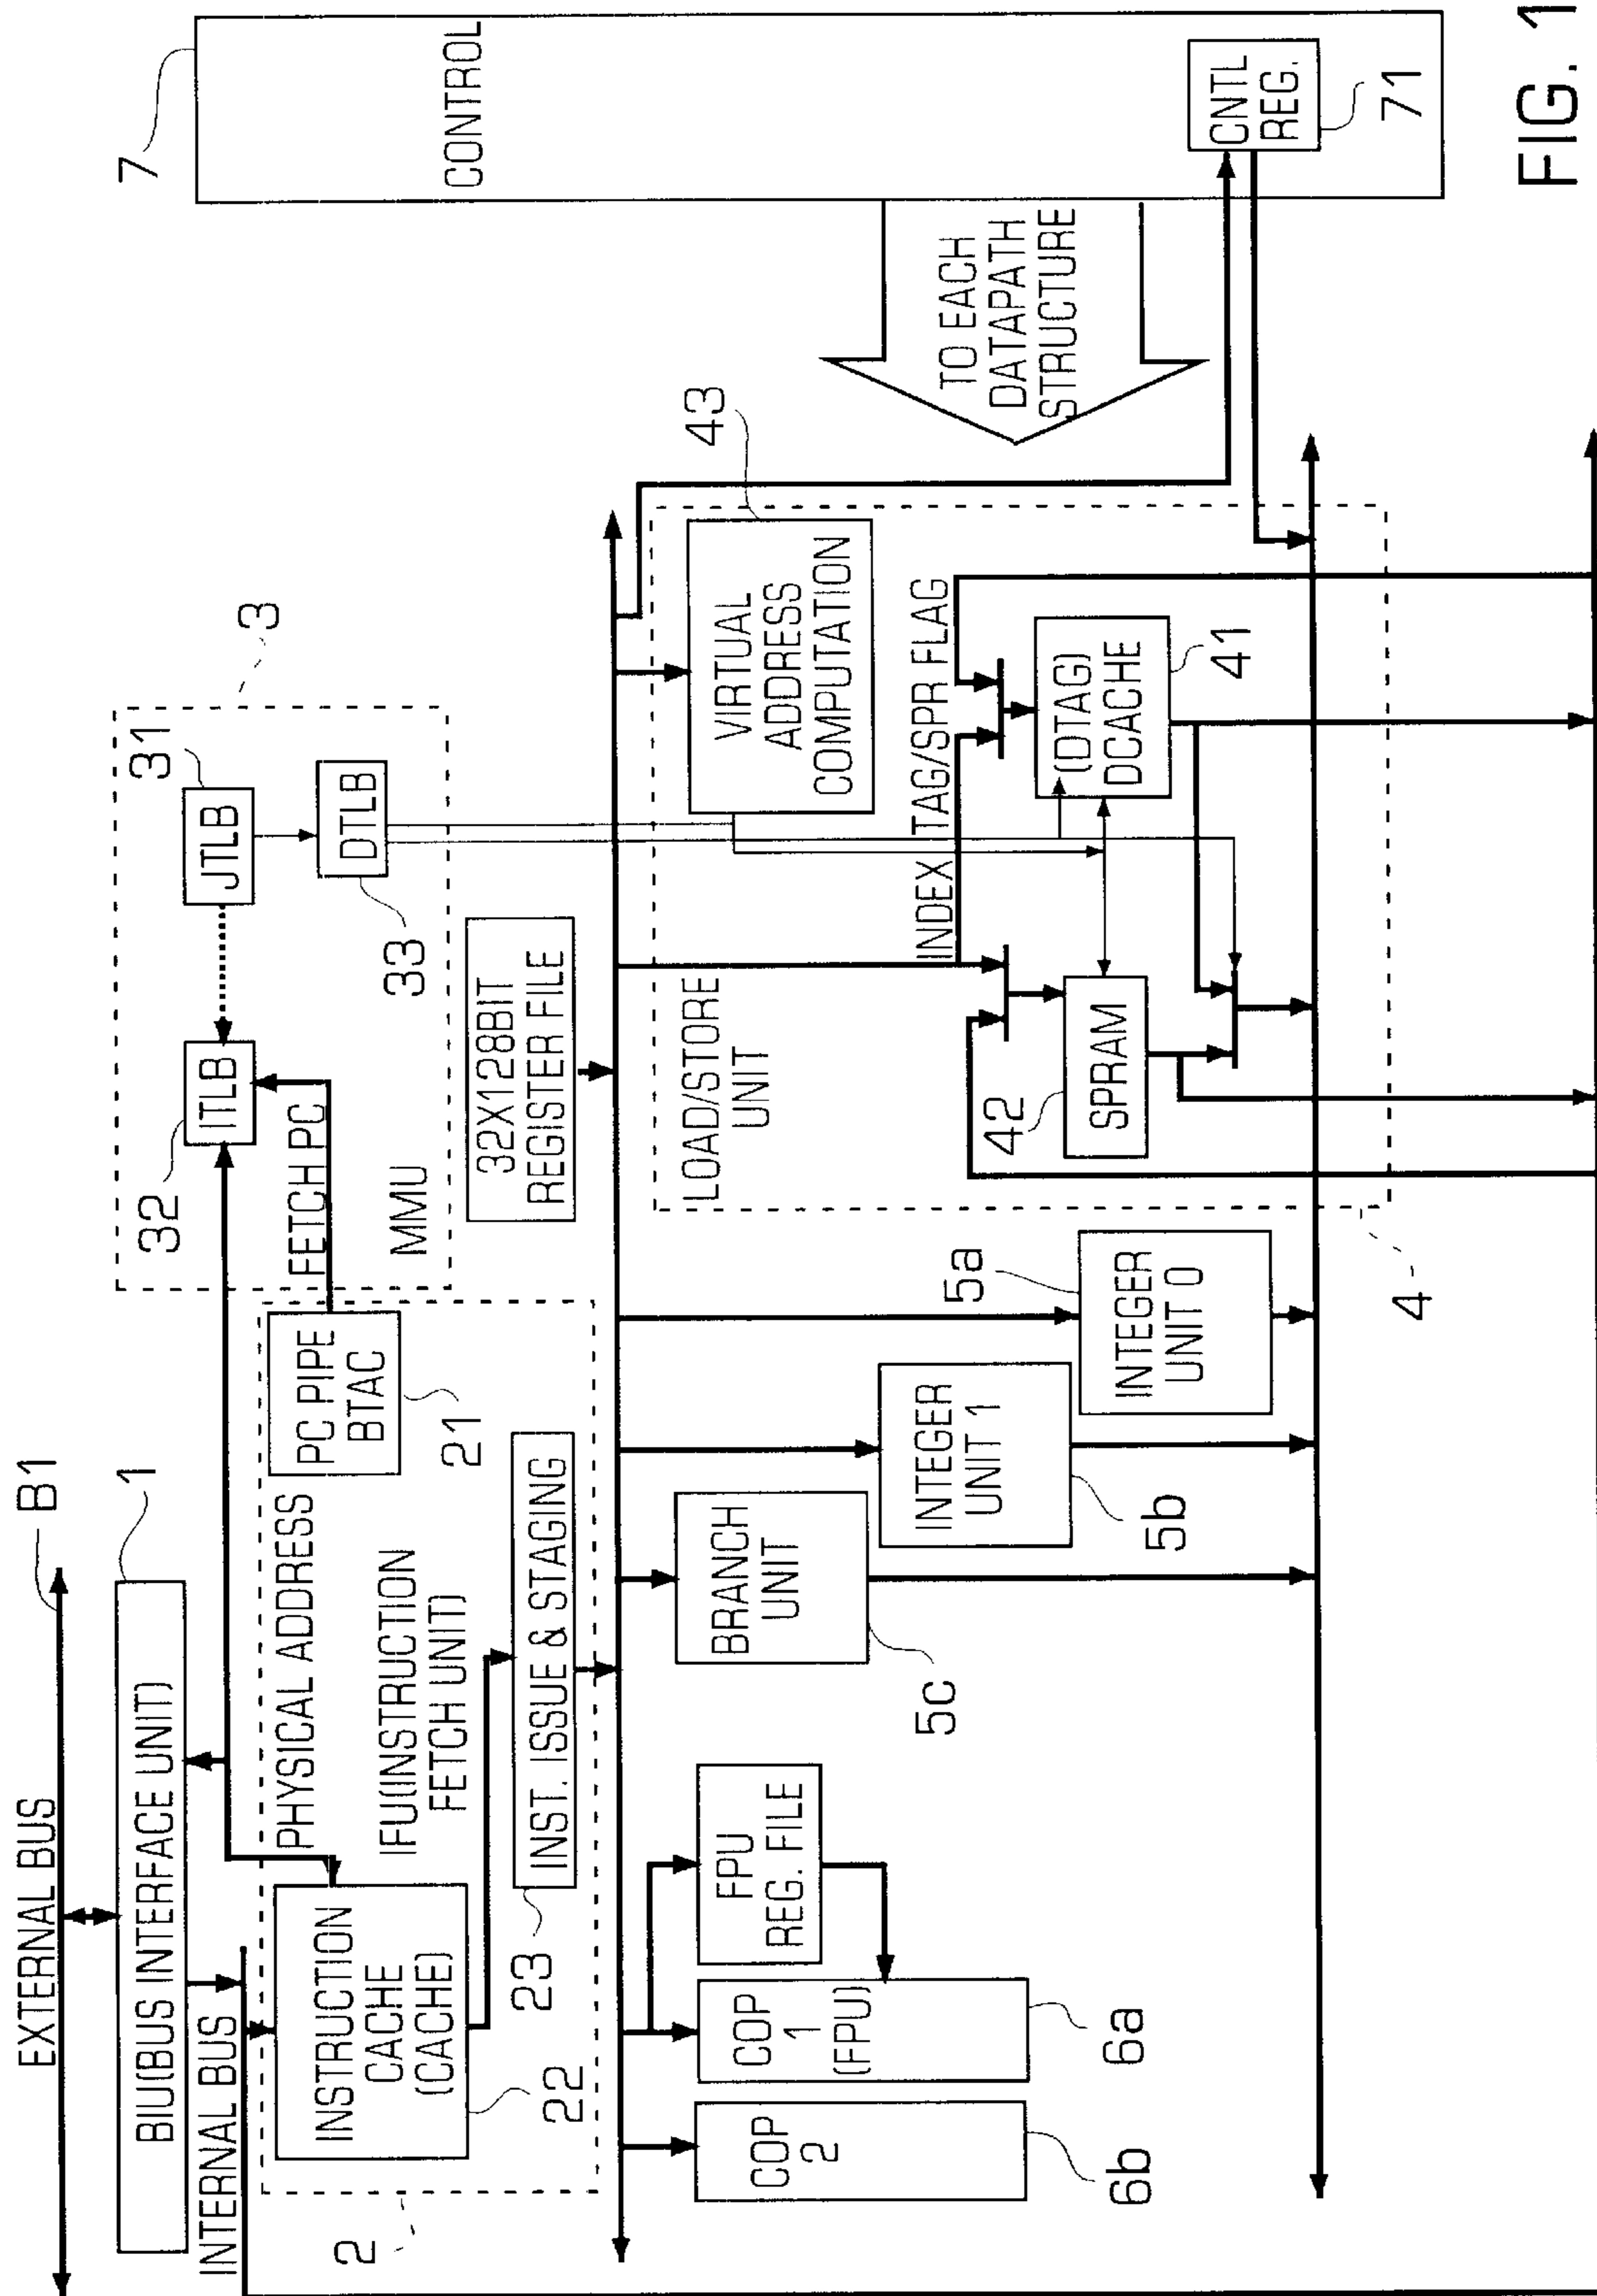 EXTERNAL BUS
B1
BIU(BUS INTERFACE UNIT)
1
INTERNAL BUS
2
INSTRUCTION
CACHE
(CACHE)
22
PHYSICAL ADDRESS
IFU(INSTRUCTION
FETCH UNIT)
PC PIPE
BTAC
21
INST. ISSUE & STAGING
23
3
32
ITLB
JTLB
31
DTLB
33
FETCH PC
MMU
32X128BIT
REGISTER FILE
7
CONTROL
CNTL
REG.
71
TO EACH
DATAPATH
STRUCTURE
COP
2
6b
COP
1
(FPU)
6a
FPU
REG. FILE
BRANCH
UNIT
5c
INTEGER
UNIT 1
5b
INTEGER
UNIT 0
5a
LOAD/STORE
UNIT
4
VIRTUAL
ADDRESS
COMPUTATION
43
INDEX
TAG/SPR FLAG
SPRAM
42
(DTAG)
DCACHE
41
FIG. 1